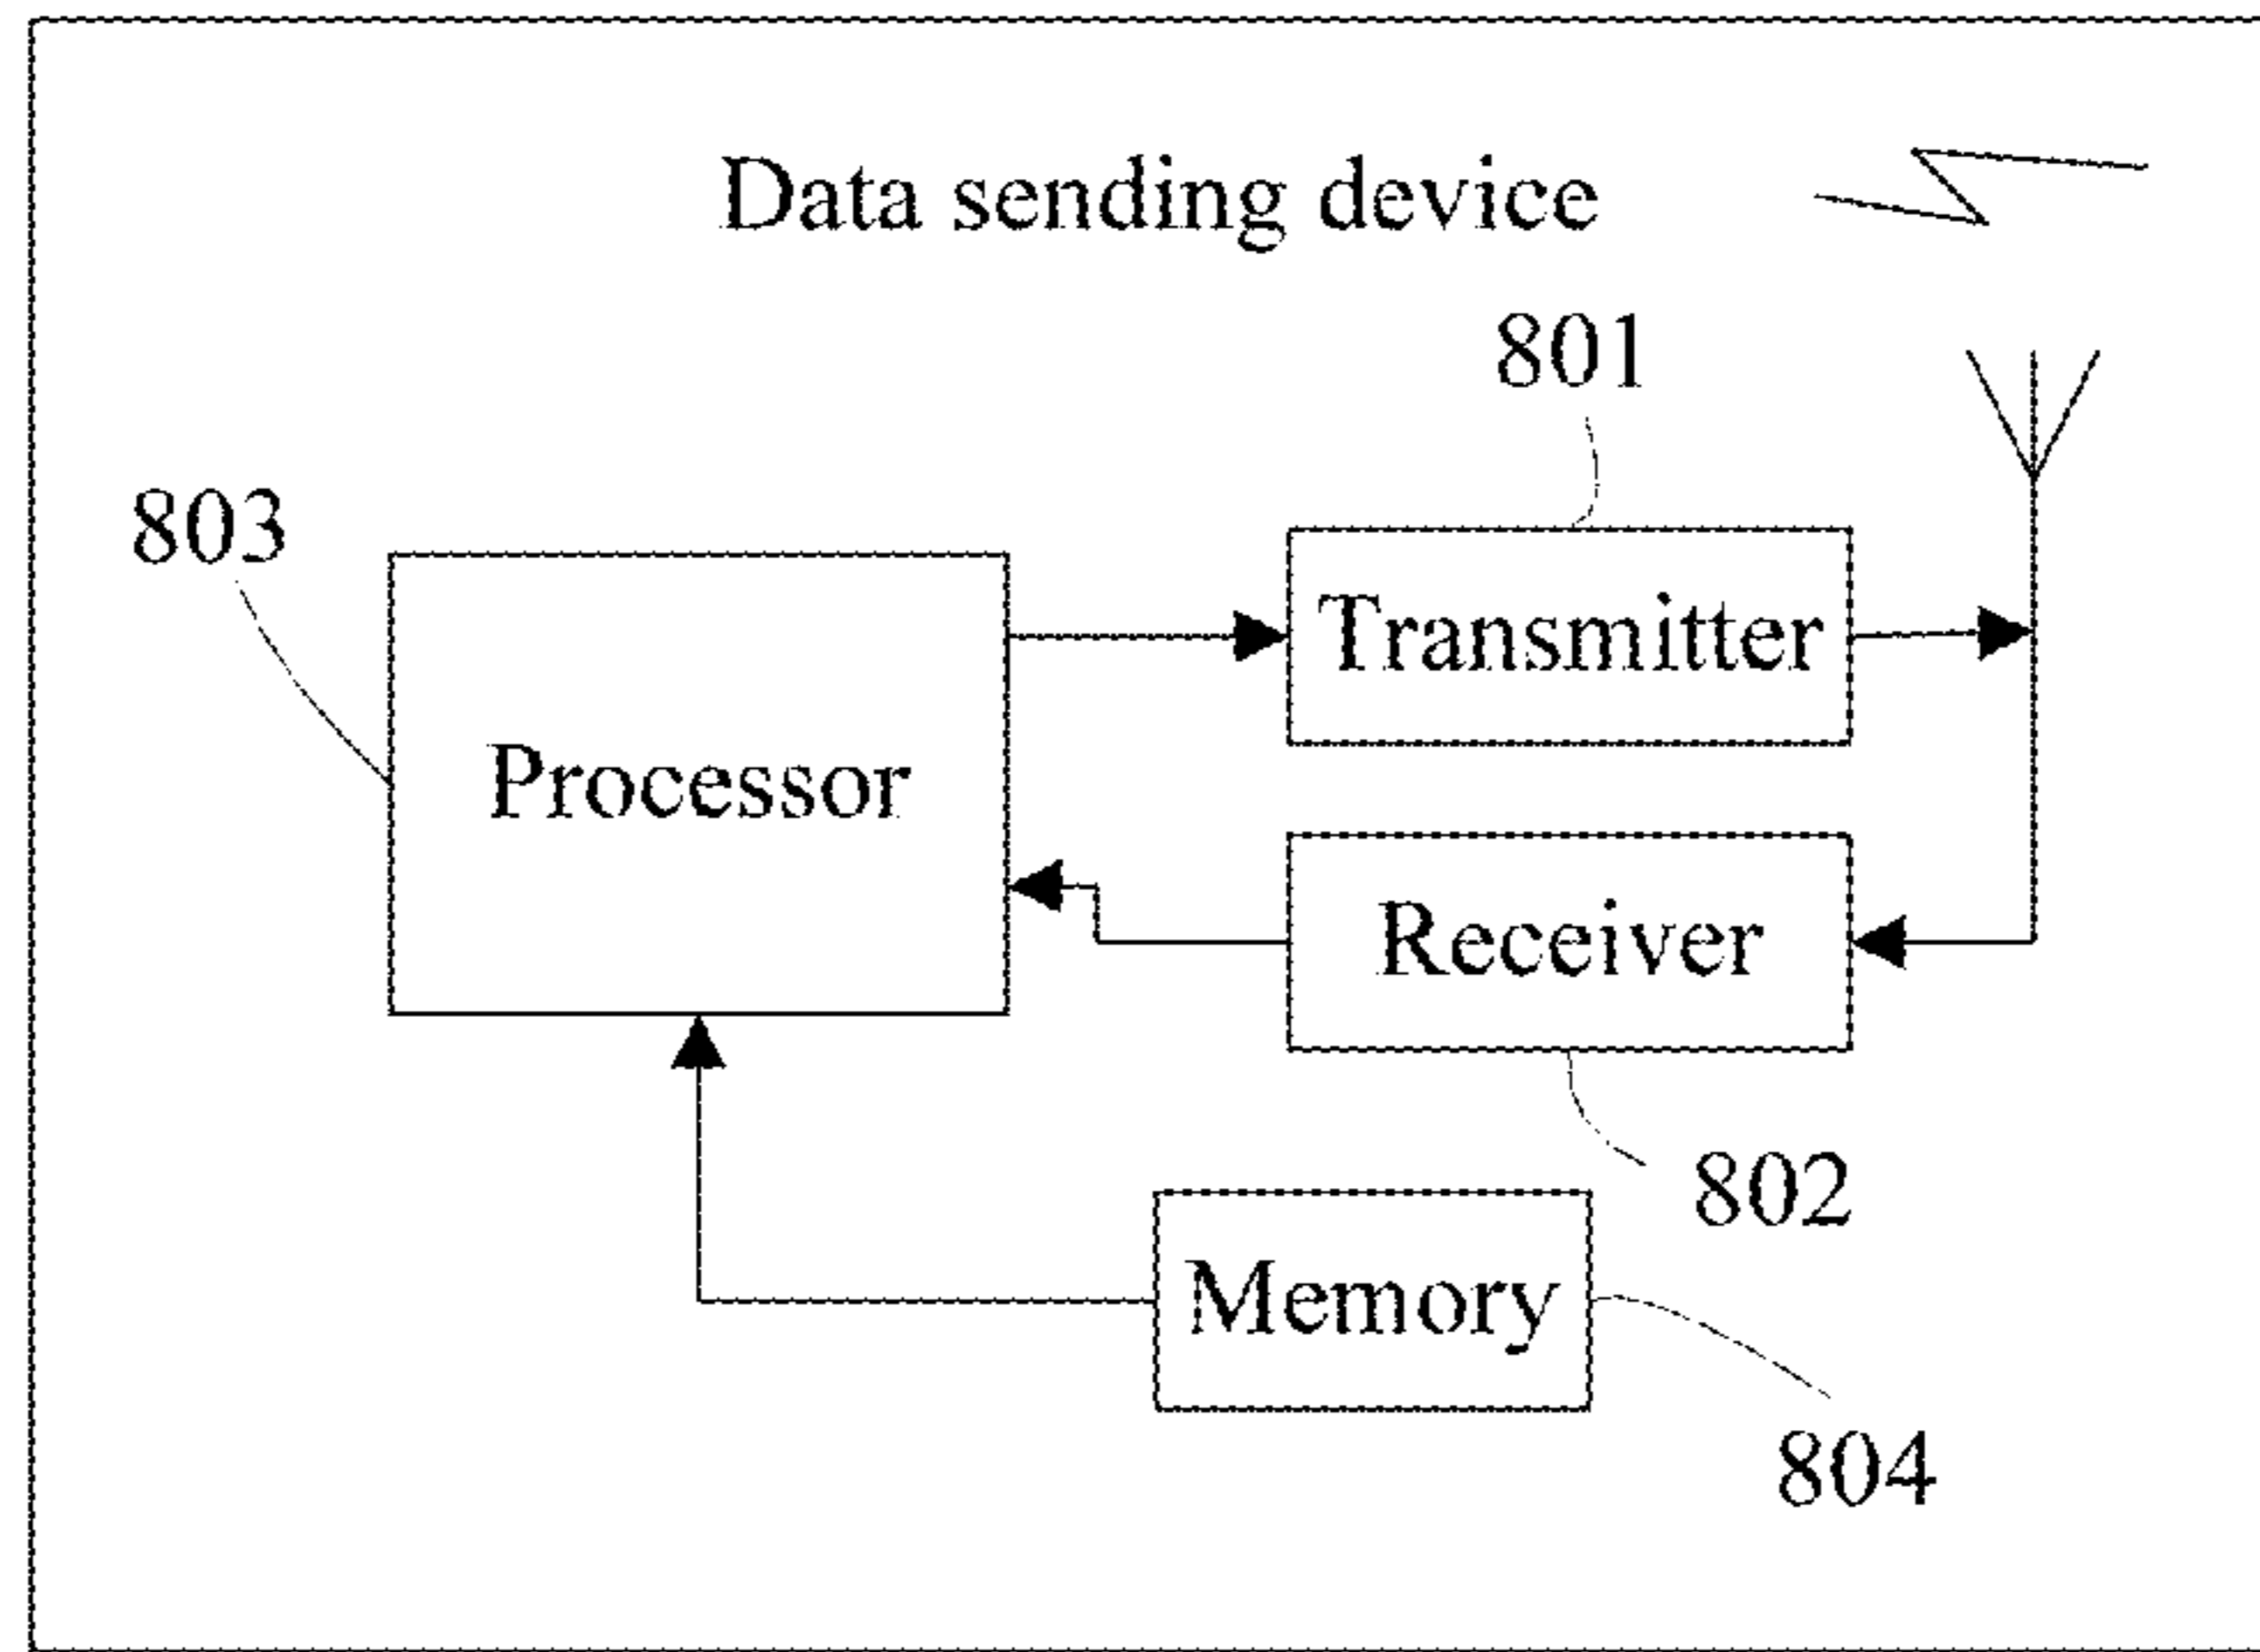 Data sending device
801
803
Transmitter
Processor
Receiver
802
Memory
804